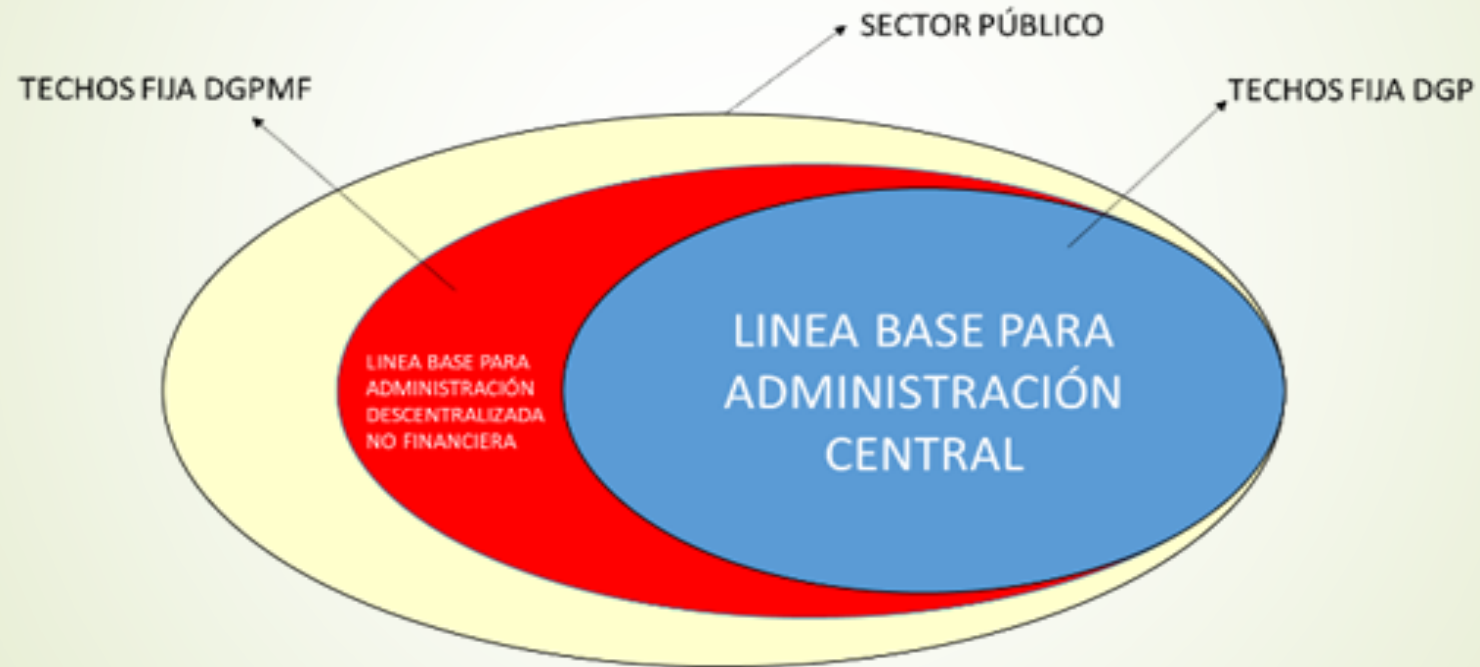 SECTOR PÚBLICO
TECHOS FIJA DGPMF
TECHOS FIJA DGP
LINEA BASE PARA
ADMINISTRACIÓN
DESCENTRALIZADA
NO FINANCIERA
LINEA BASE PARA
ADMINISTRACIÓN
CENTRAL